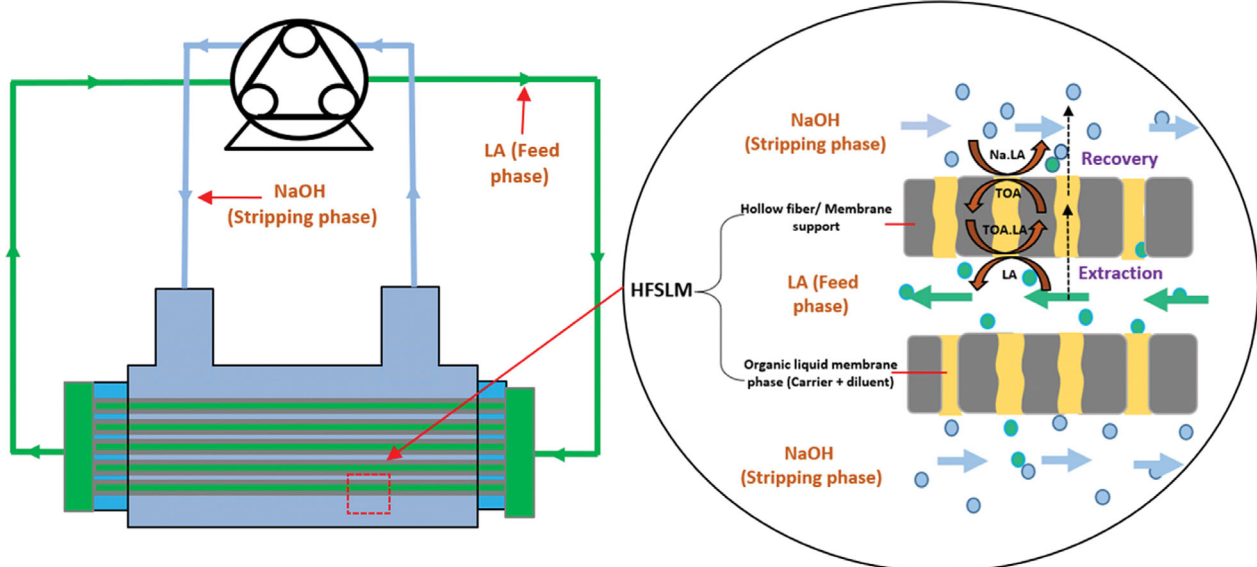 LA (Feed
phase)
NaOH
(Stripping phase)
NaOH
(Stripping phase)
Na.LA
Recovery
TOA
Hollow fiber/ Membrane
support
TOA.LA
Extraction
LA
HFSLM
LA (Feed
phase)
Organic liquid membrane
phase (Carrier + diluent)
NaOH
(Stripping phase)